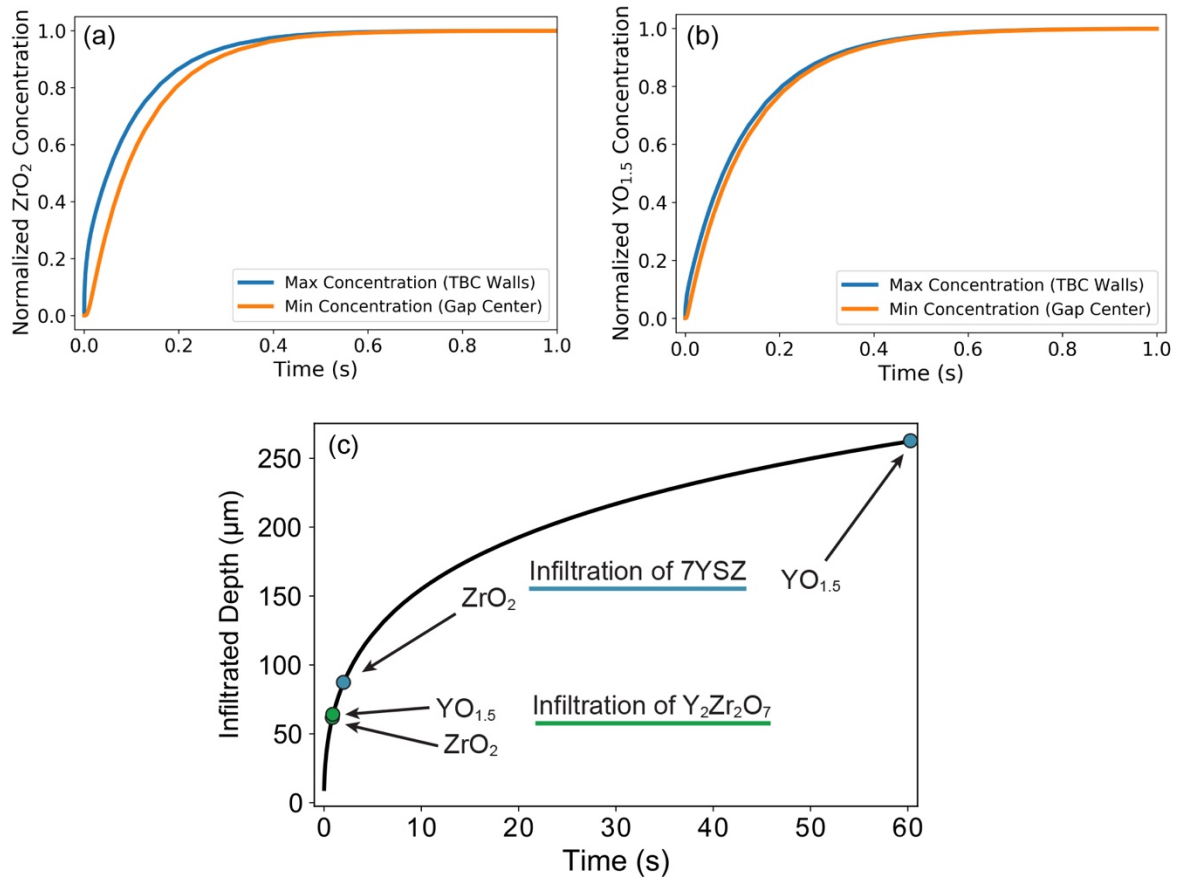 (a)
Normalized ZrO₂ Concentration
1.0
0.8
0.6
0.4
0.2
0.0
Max Concentration (TBC Walls)
Min Concentration (Gap Center)
0.0 0.2 0.4 0.6 0.8 1.0
Time (s)
(b)
Normalized YO₁.₅ Concentration
1.0
0.8
0.6
0.4
0.2
0.0
Max Concentration (TBC Walls)
Min Concentration (Gap Center)
0.0 0.2 0.4 0.6 0.8 1.0
Time (s)
(c)
Infiltrated Depth (µm)
250
200
150
100
50
0
Infiltration of 7YSZ
YO₁.₅
ZrO₂
YO₁.₅
Infiltration of Y₂Zr₂O₇
ZrO₂
0 10 20 30 40 50 60
Time (s)